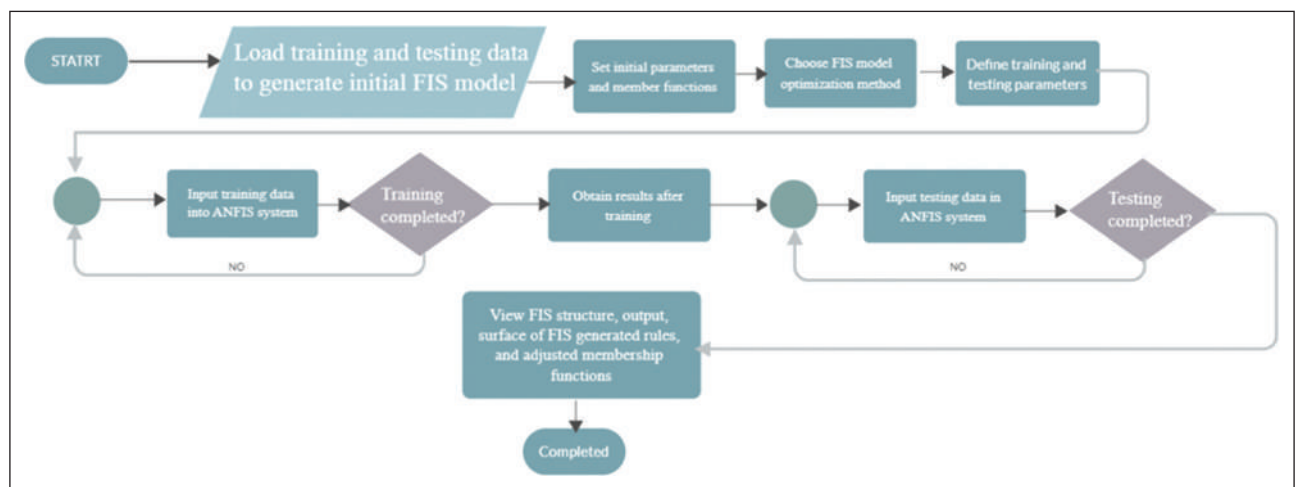 STATRT
Load training and testing data
to generate initial FIS model
Set initial parameters
and member functions
Choose FIS model
optimization method
Define training and
testing parameters
Input training data
into ANFIS system
Training
completed?
Obtain results after
training
Input testing data in
ANFIS system
Testing
completed?
NO
NO
View FIS structure, output,
surface of FIS generated rules,
and adjusted membership
functions
Completed